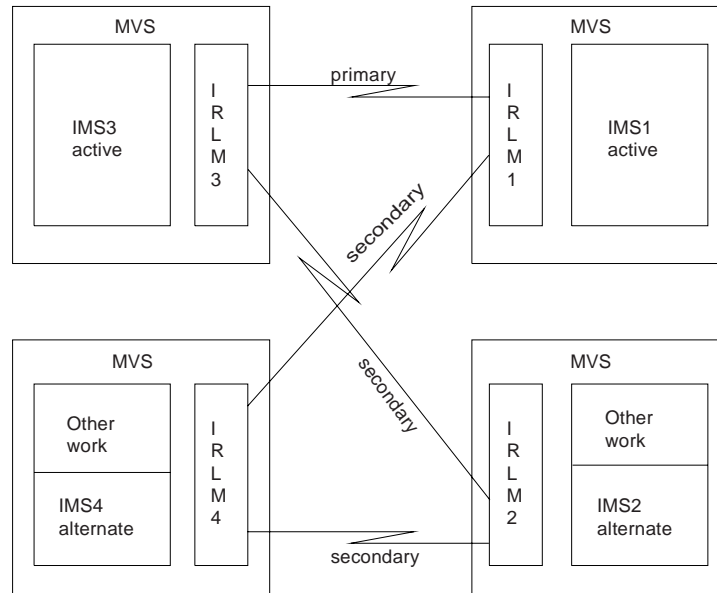 MVS
IMS3
active
I
R
L
M
3
primary
MVS
I
R
L
M
1
IMS1
active
secondary
secondary
MVS
Other
work
IMS4
alternate
I
R
L
M
4
secondary
MVS
I
R
L
M
2
Other
work
IMS2
alternate